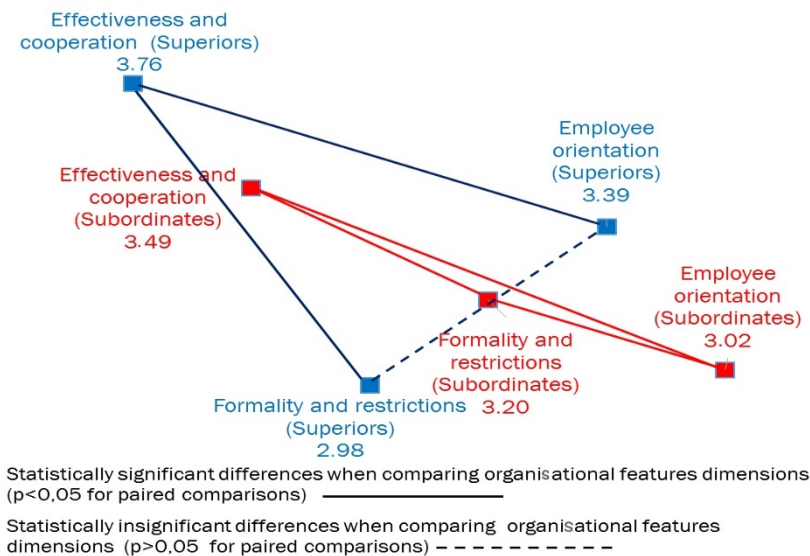 Effectiveness and
cooperation (Superiors)
3.76
Employee
orientation
(Superiors)
3.39
Effectiveness and
cooperation
(Subordinates)
3.49
Employee
orientation
(Subordinates)
3.02
Formality and
restrictions
(Subordinates)
3.20
Formality and restrictions
(Superiors)
2.98
Statistically significant differences when comparing organisational features dimensions
(p<0,05 for paired comparisons)
Statistically insignificant differences when comparing organisational features
dimensions (p>0,05 for paired comparisons)